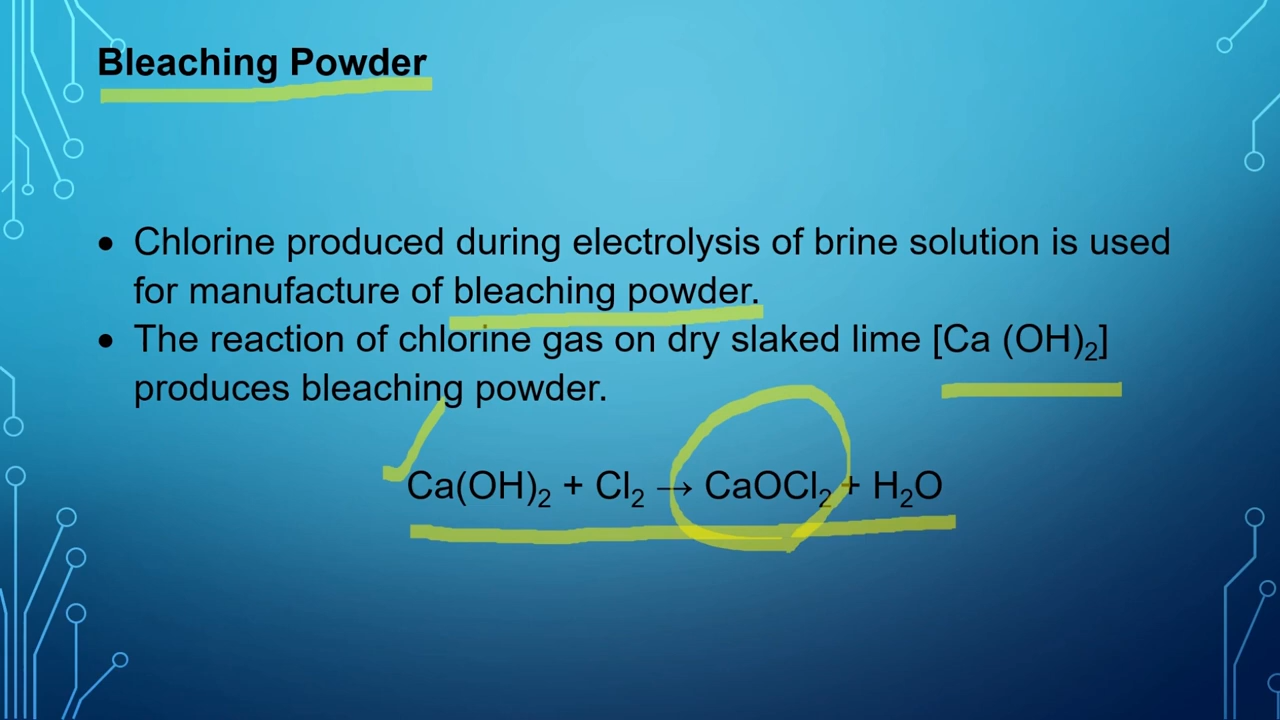 Bleaching Powder
• Chlorine produced during electrolysis of brine solution is used
for manufacture of bleaching powder.
• The reaction of chlorine gas on dry slaked lime [Ca (OH)₂]
produces bleaching powder.
Ca(OH)₂ + Cl₂ → CaOCl₂ + H₂O